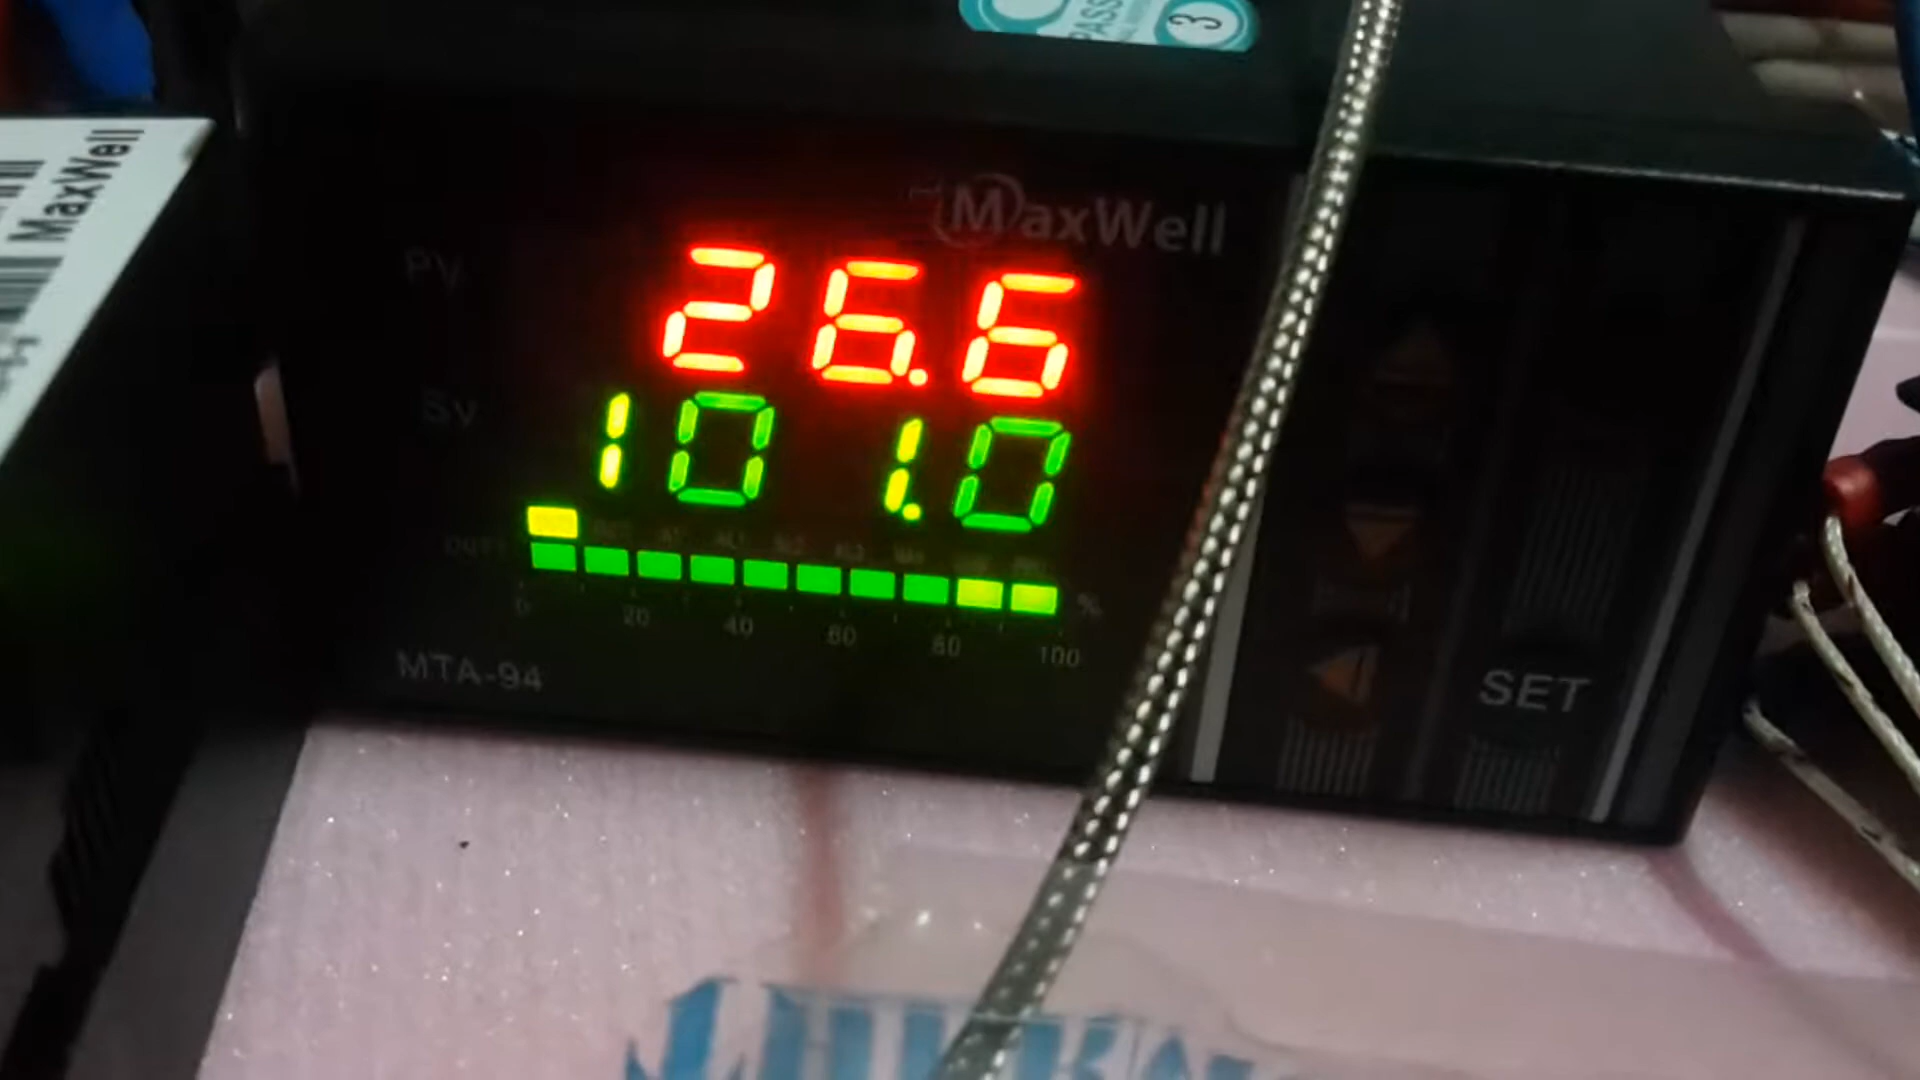 PASS
3
MaxWell
MaxWell
PV
26.6
SV
101.0
OUT1
%
0 20 40 60 80 100
MTA-94
SET